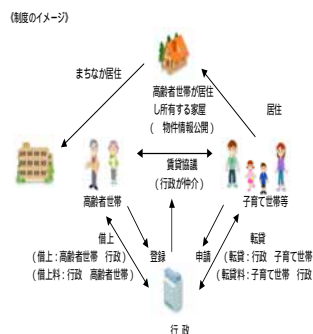 《制度のイメージ》
まちなか居住
高齢者世帯が居住
し所有する家屋
( 物件情報公開 )
居住
賃貸協議
(行政が仲介)
高齢者世帯
子育て世帯等
借上
(借上:高齢者世帯 行政)
(借上料:行政 高齢者世帯)
登録
申請
転貸
(転貸:行政 子育て世帯
(転貸料:子育て世帯 行政
行 政